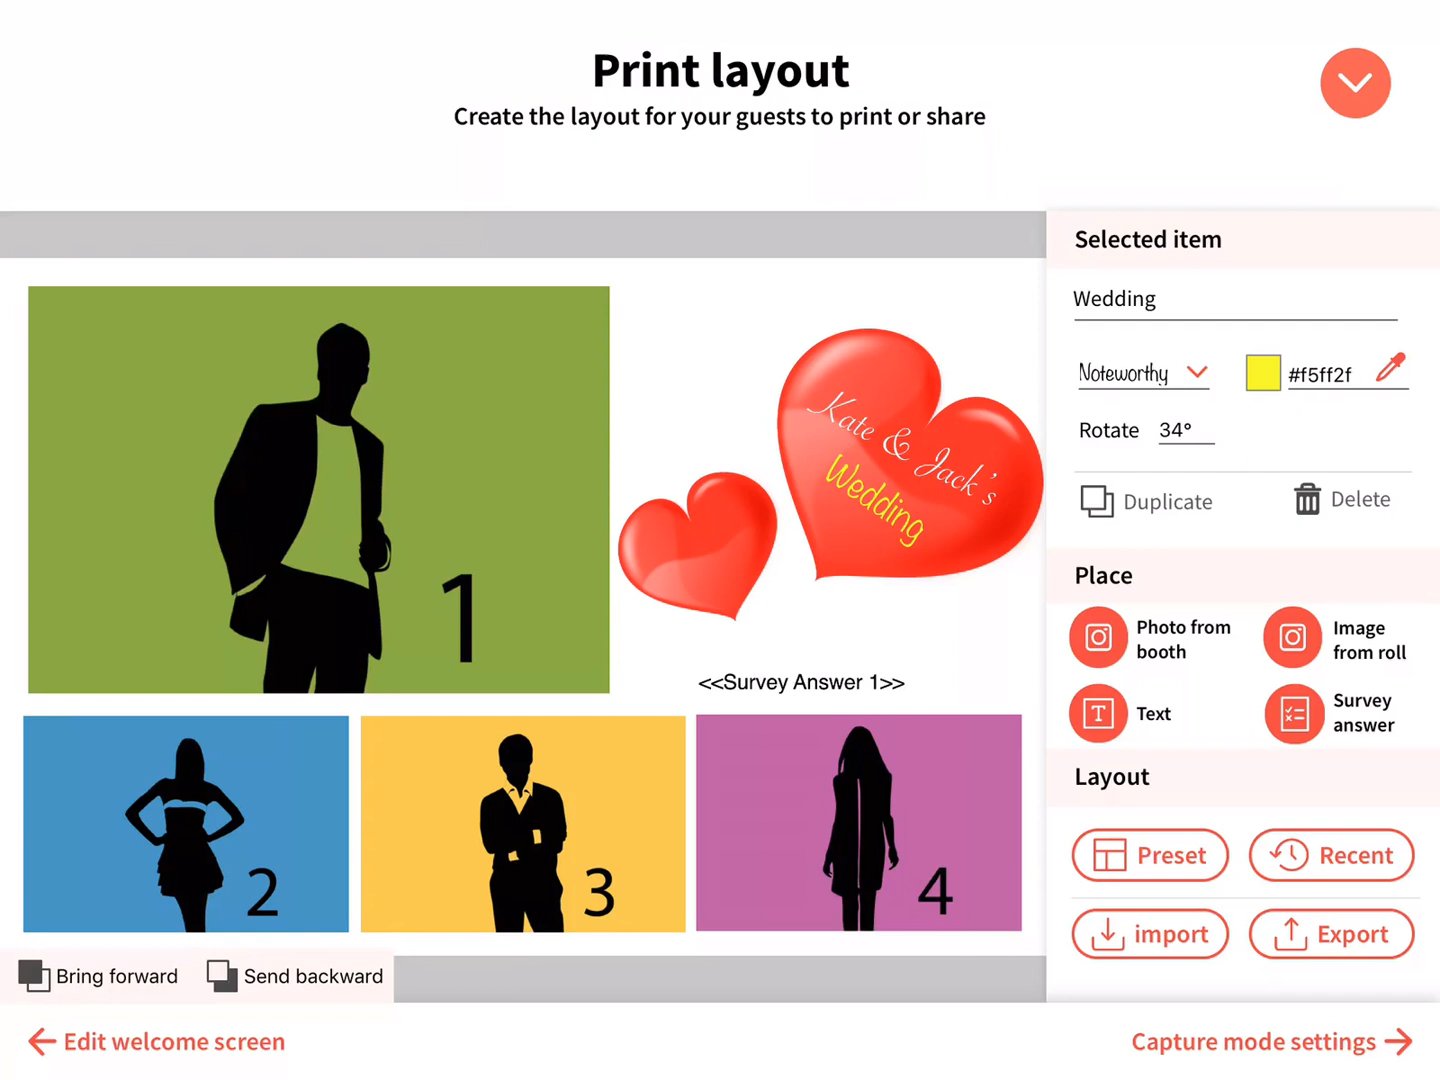 Print layout
Create the layout for your guests to print or share
Selected item
Wedding
Noteworthy
#f5ff2f
Rotate 34°
Duplicate
Delete
Kate & Jack's
Wedding
1
<<Survey Answer 1>>
2
3
4
Place
Photo from
booth
Image
from roll
Text
Survey
answer
Layout
Preset
Recent
import
Export
Bring forward
Send backward
Edit welcome screen
Capture mode settings